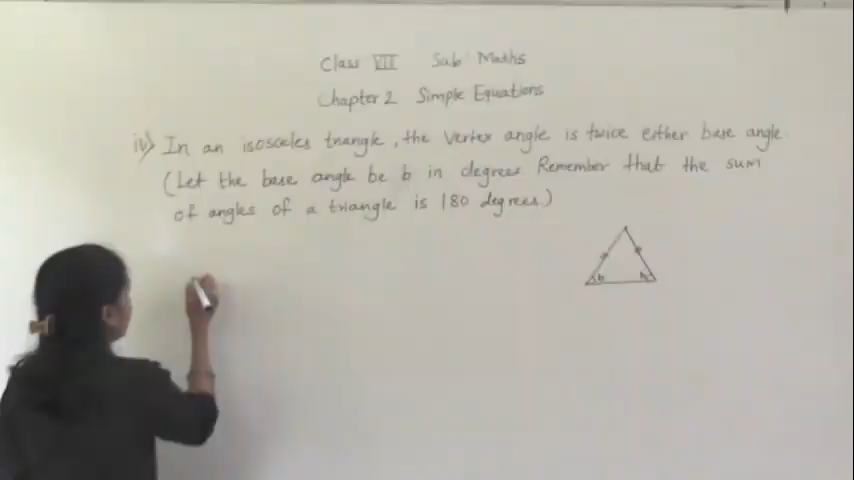 Class VII Sub Maths
Chapter 2 Simple Equations
iv) In an isosceles triangle, the vertex angle is twice either base angle.
(Let the base angle be b in degrees Remember that the sum
of angles of a triangle is 180 degrees.)
b b